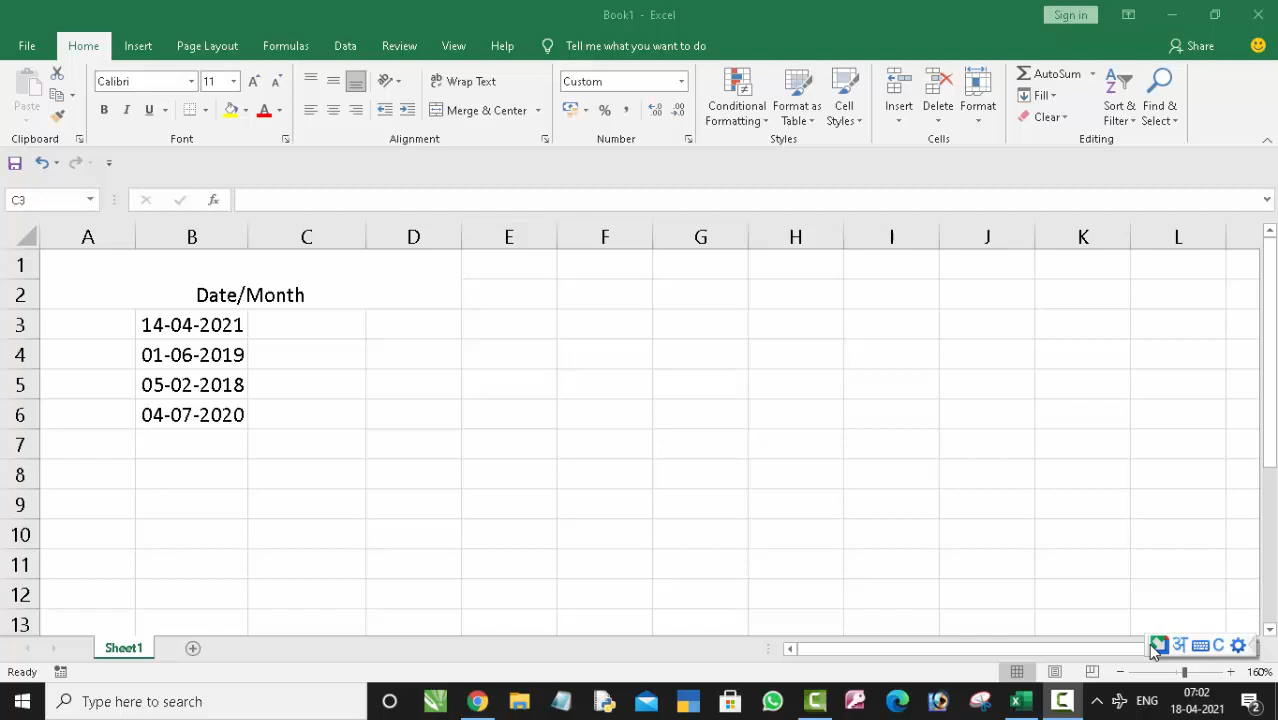 Book1 - Excel
Sign in
File Home Insert Page Layout Formulas Data Review View Help Tell me what you want to do Share
Paste
Calibri 11
Wrap Text
Merge & Center
Custom
Conditional Formatting
Format as Table
Cell Styles
Insert
Delete
Format
AutoSum
Fill
Clear
Sort & Filter
Find & Select
Clipboard Font Alignment Number Styles Cells Editing
C3 fx
A B C D E F G H I J K L
1
2 Date/Month
3 14-04-2021
4 01-06-2019
5 05-02-2018
6 04-07-2020
7
8
9
10
11
12
13
Sheet1
अ C
Ready 160%
Type here to search
ENG
07:02
18-04-2021
2